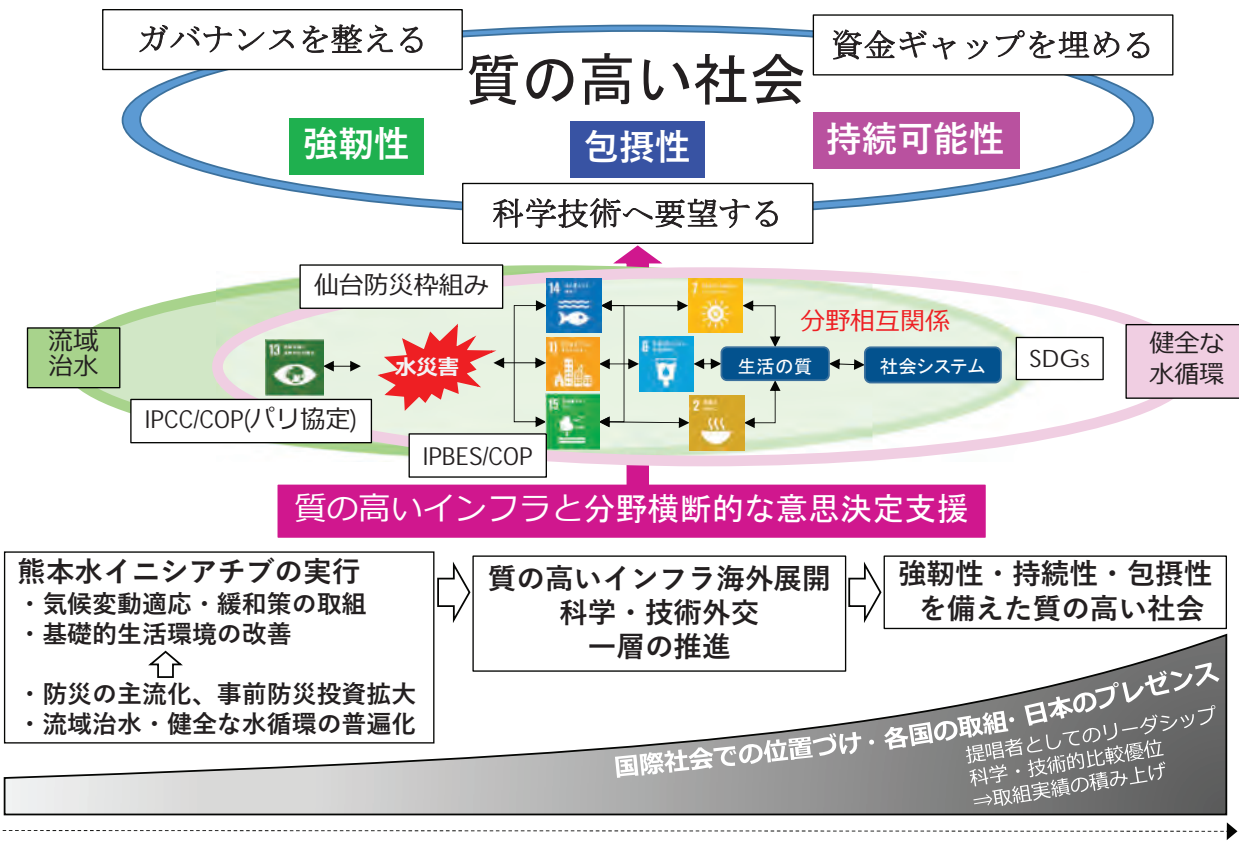 ガバナンスを整える
資金ギャップを埋める
質の高い社会
強靭性
包摂性
持続可能性
科学技術へ要望する
仙台防災枠組み
流域
治水
13
水災害
14
11
15
7
6
2
分野相互関係
生活の質
社会システム
SDGs
健全な
水循環
IPCC/COP(パリ協定)
IPBES/COP
質の高いインフラと分野横断的な意思決定支援
熊本水イニシアチブの実行
・気候変動適応・緩和策の取組
・基礎的生活環境の改善
・防災の主流化、事前防災投資拡大
・流域治水・健全な水循環の普遍化
質の高いインフラ海外展開
科学・技術外交
一層の推進
強靭性・持続性・包摂性
を備えた質の高い社会
国際社会での位置づけ・各国の取組・日本のプレゼンス
提唱者としてのリーダシップ
科学・技術的比較優位
⇒取組実績の積み上げ